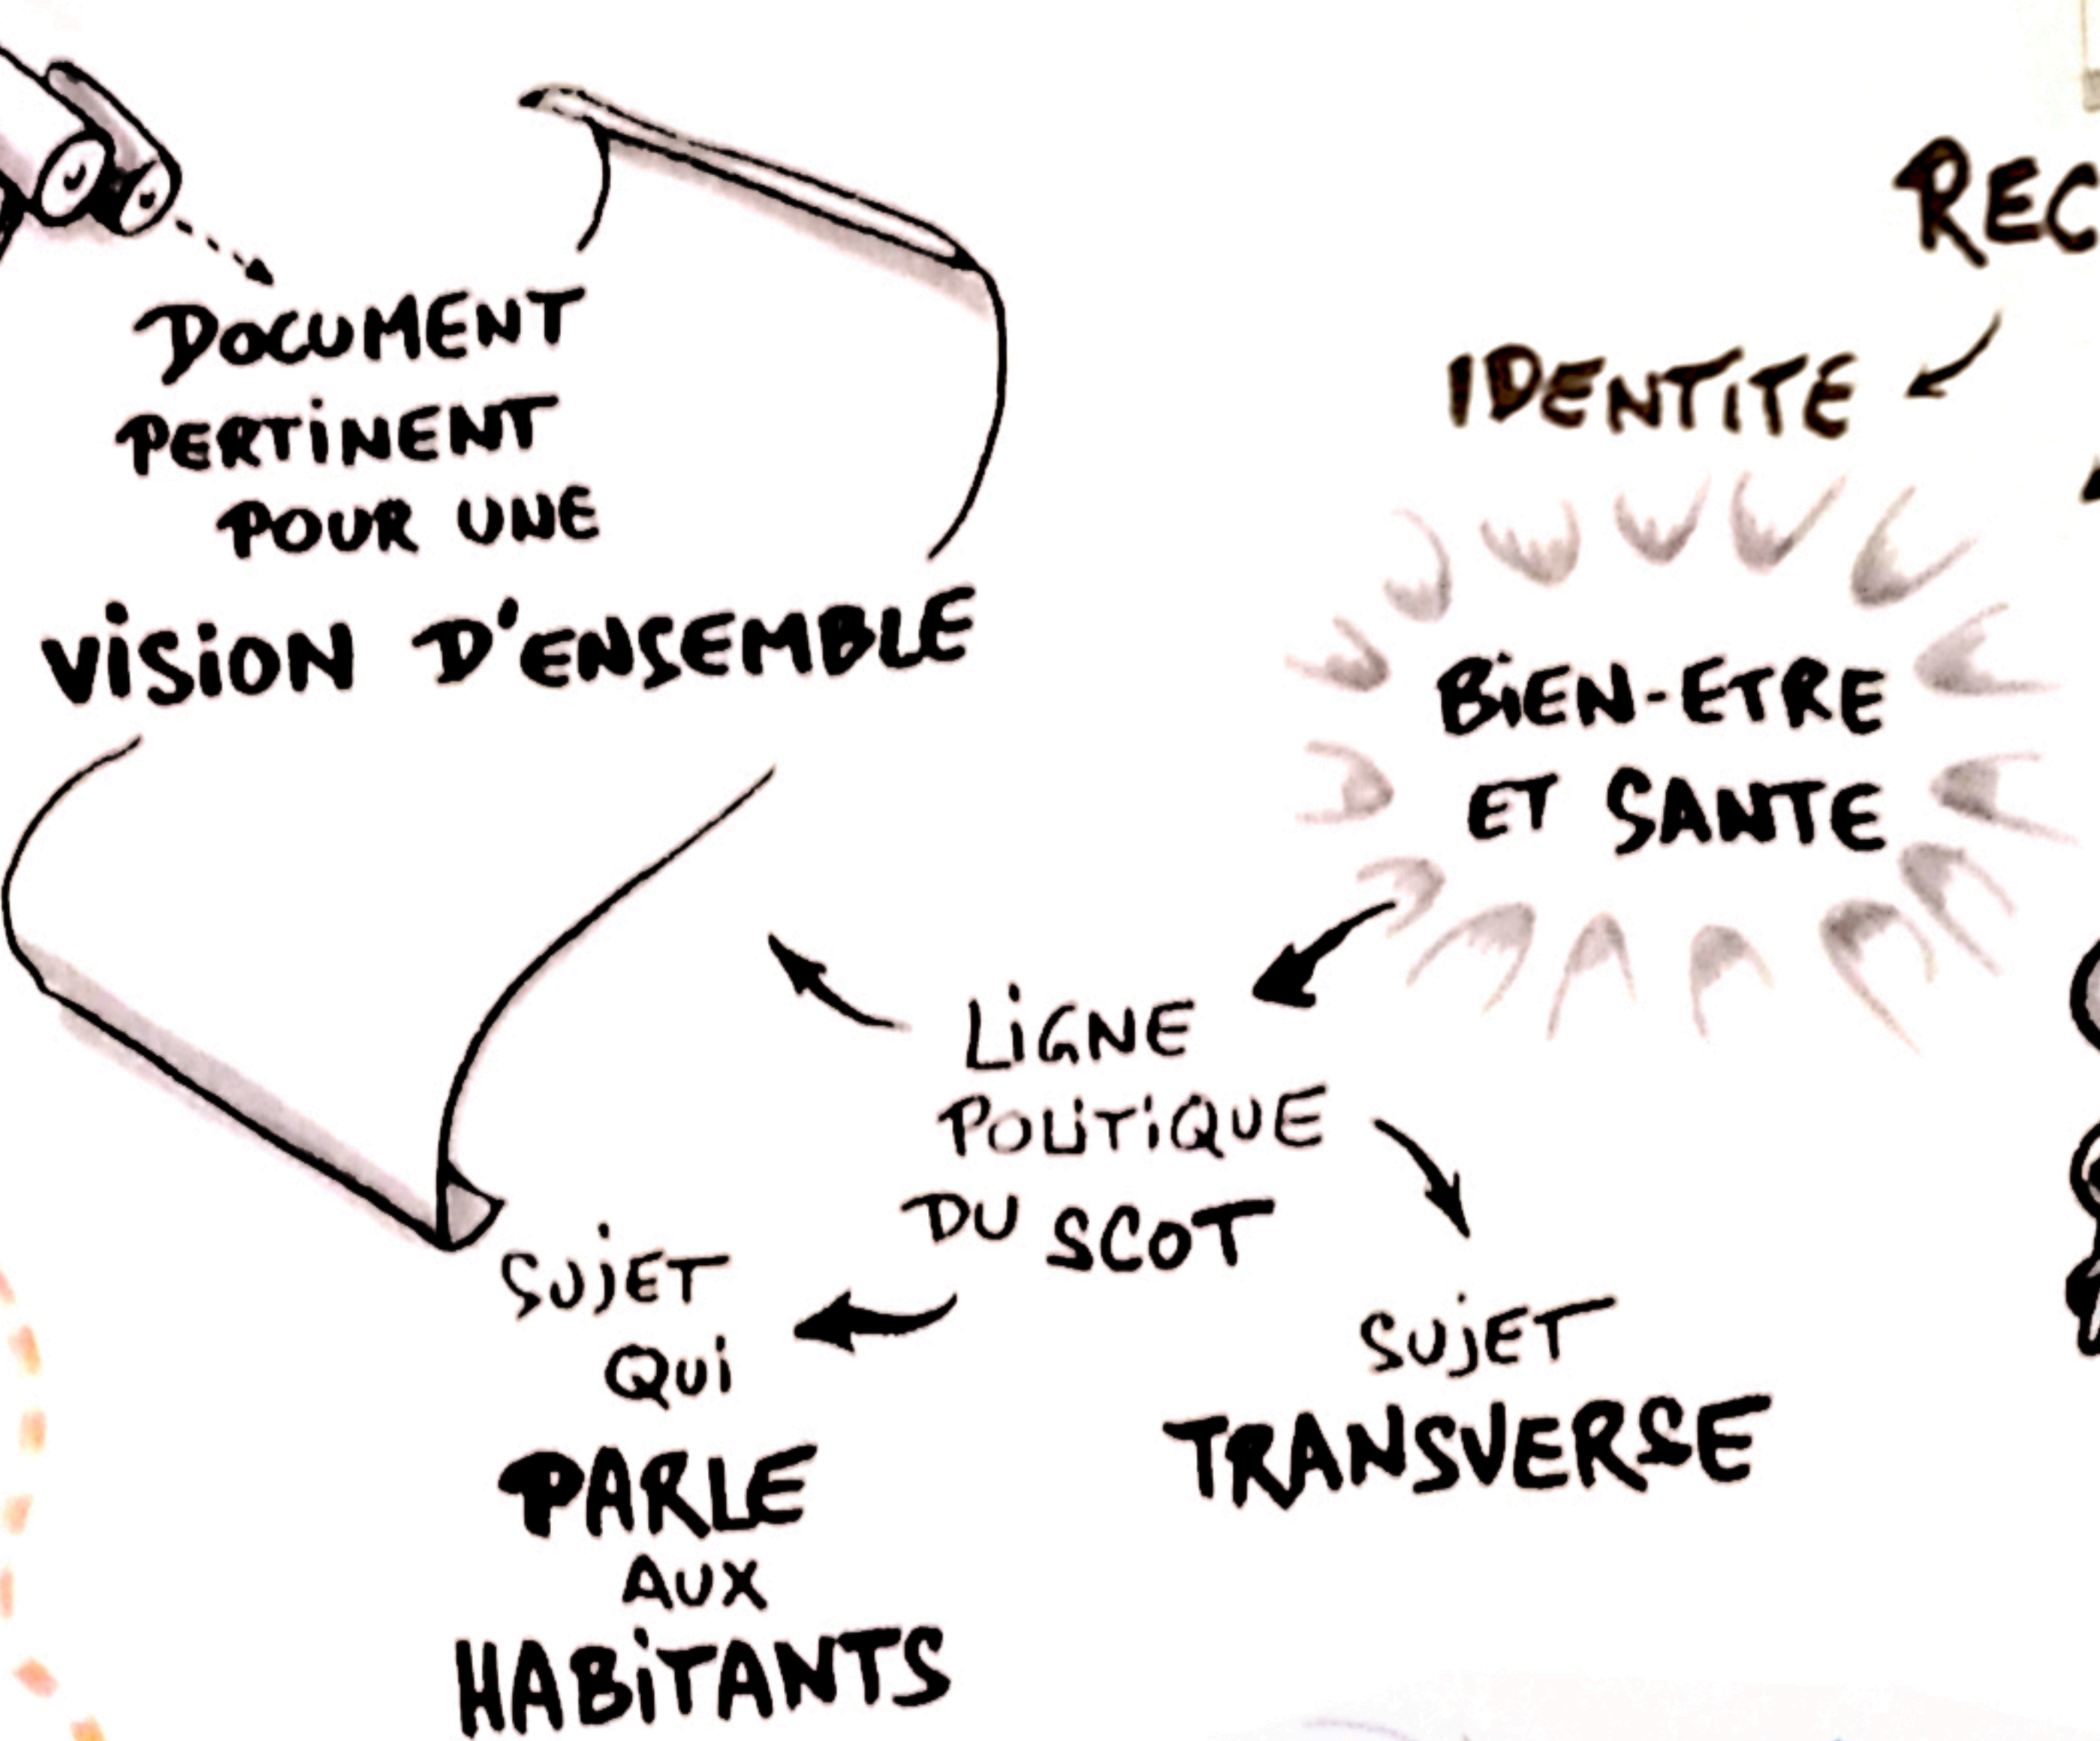 DOCUMENT
PERTINENT
POUR UNE
VISION D'ENSEMBLE
REC
IDENTITE
BIEN-ETRE
ET SANTE
LIGNE
POLITIQUE
DU SCOT
SUJET
QUI
PARLE
AUX
HABITANTS
SUJET
TRANSVERSE